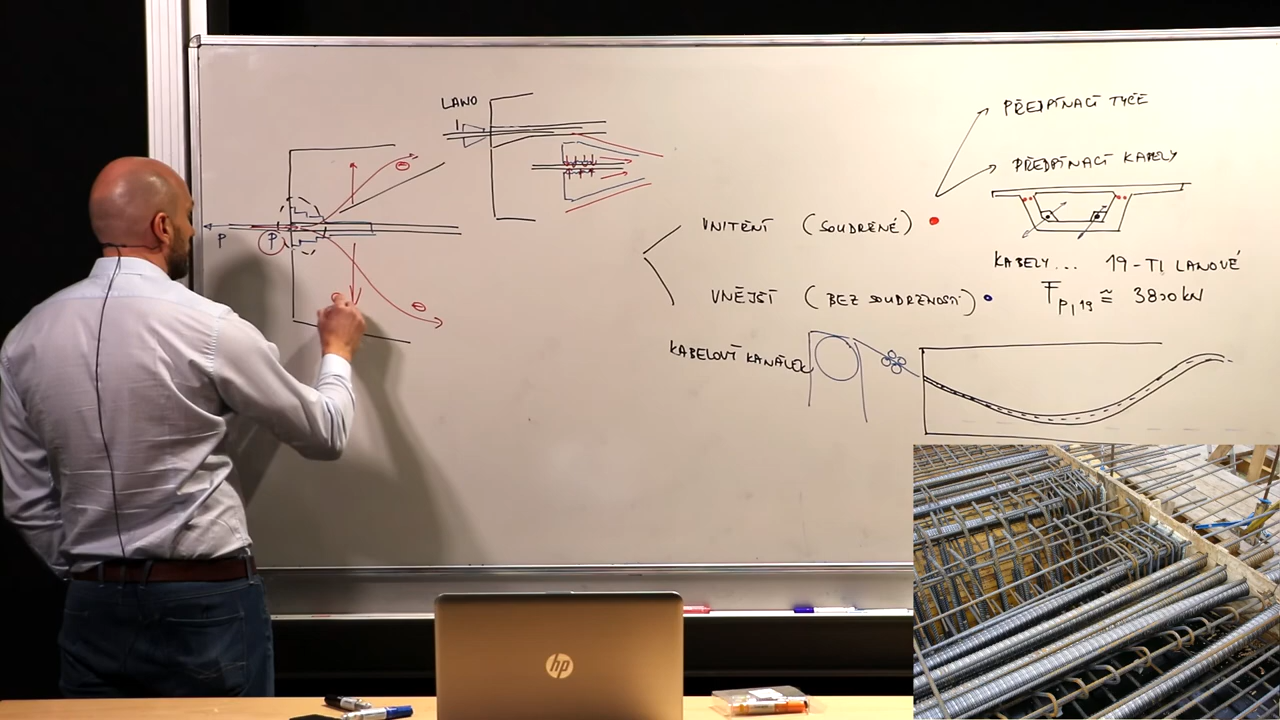 LANO
P
P
PŘEDPÍNACÍ TYČE
PŘEDPÍNACÍ KABELY
VNITŘNÍ (SOUDRŽNÉ)
KABELY... 19-TI LANOVÉ
VNĚJŠÍ (BEZ SOUDRŽNOSTI)
F p,19 ≅ 3800 kN
KABELOVÝ KANÁLEK
hp